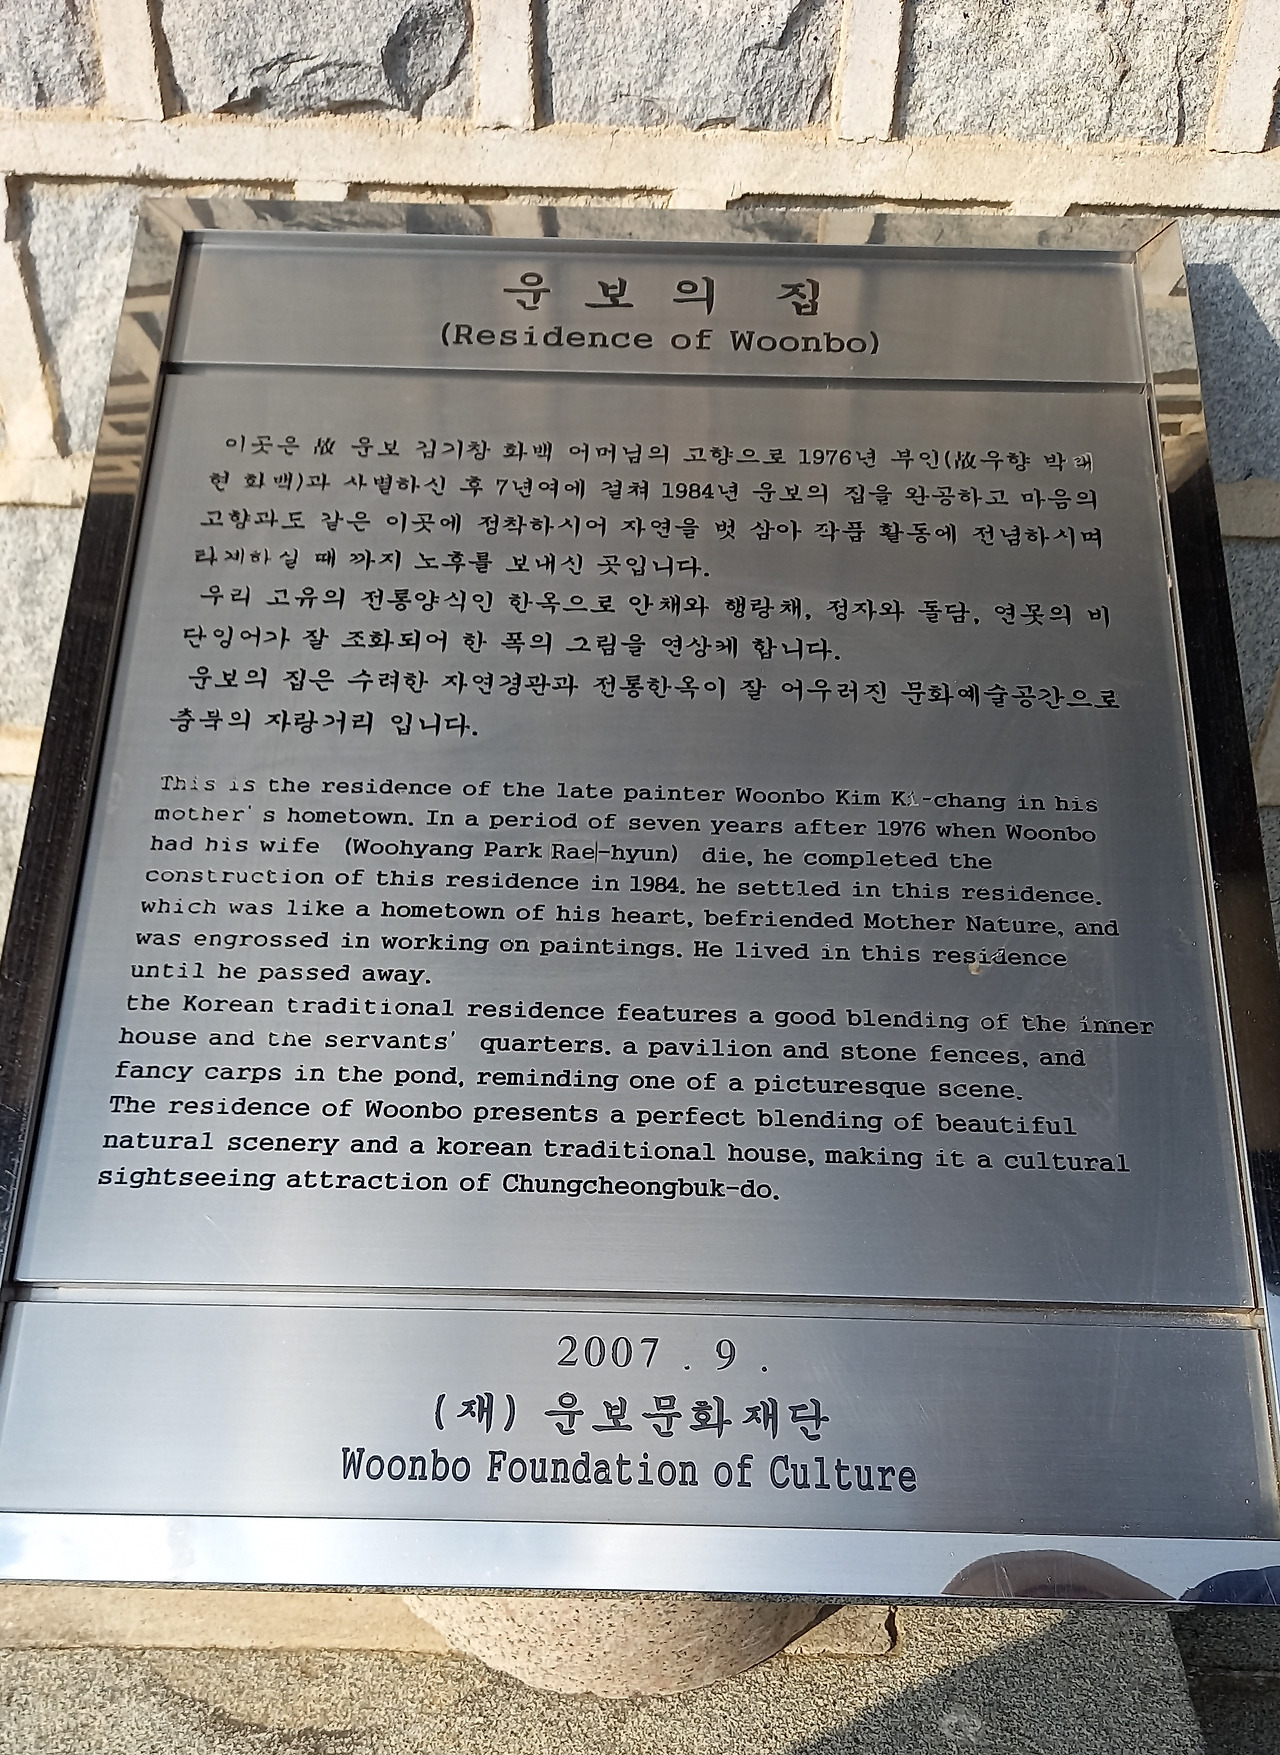 운보의 집
(Residence of Woonbo)
이곳은 故 운보 김기창 화백 어머님의 고향으로 1976년 부인(故우향 박래
현 화백)과 사별하신 후 7년여에 걸쳐 1984년 운보의 집을 완공하고 마음의
고향과도 같은 이곳에 정착하시어 자연을 벗 삼아 작품 활동에 전념하시며
타계하실 때 까지 노후를 보내신 곳입니다.
우리 고유의 전통양식인 한옥으로 안채와 행랑채, 정자와 돌담, 연못의 비
단잉어가 잘 조화되어 한 폭의 그림을 연상케 합니다.
운보의 집은 수려한 자연경관과 전통한옥이 잘 어우러진 문화예술공간으로
충북의 자랑거리 입니다.
This is the residence of the late painter Woonbo Kim Ki-chang in his
mother's hometown. In a period of seven years after 1976 when Woonbo
had his wife (Woohyang Park Rae-hyun) die, he completed the
construction of this residence in 1984. he settled in this residence.
which was like a hometown of his heart, befriended Mother Nature, and
was engrossed in working on paintings. He lived in this residence
until he passed away.
the Korean traditional residence features a good blending of the inner
house and the servants' quarters. a pavilion and stone fences, and
fancy carps in the pond, reminding one of a picturesque scene.
The residence of Woonbo presents a perfect blending of beautiful
natural scenery and a korean traditional house, making it a cultural
sightseeing attraction of Chungcheongbuk-do.
2007 . 9 .
(재) 운보문화재단
Woonbo Foundation of Culture